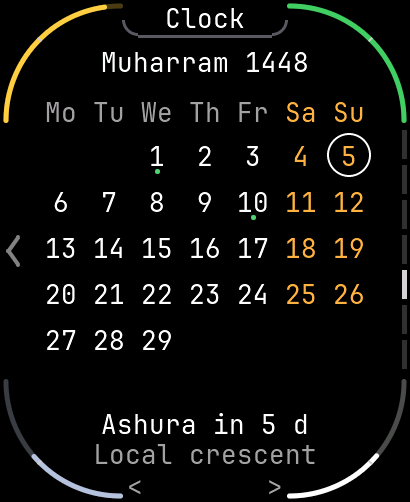 Clock
Muharram 1448
Mo Tu We Th Fr Sa Su
1 2 3 4 5
6 7 8 9 10 11 12
13 14 15 16 17 18 19
20 21 22 23 24 25 26
27 28 29
Ashura in 5 d
Local crescent
< >